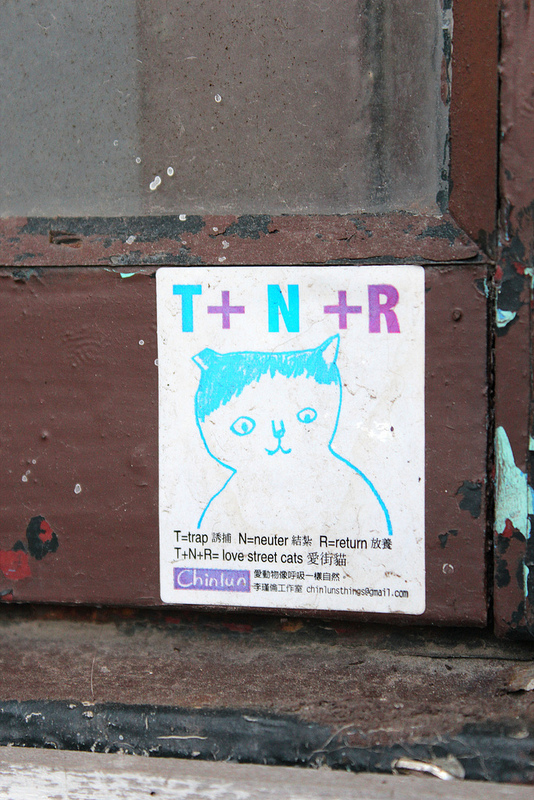 T+ N +R
T=trap 誘捕 N=neuter 結紮 R=return 放養
T+N+R= love street cats 愛街貓
Chinlun 愛動物像呼吸一樣自然。
李瑾倫工作室 chinlunsthings@gmail.com